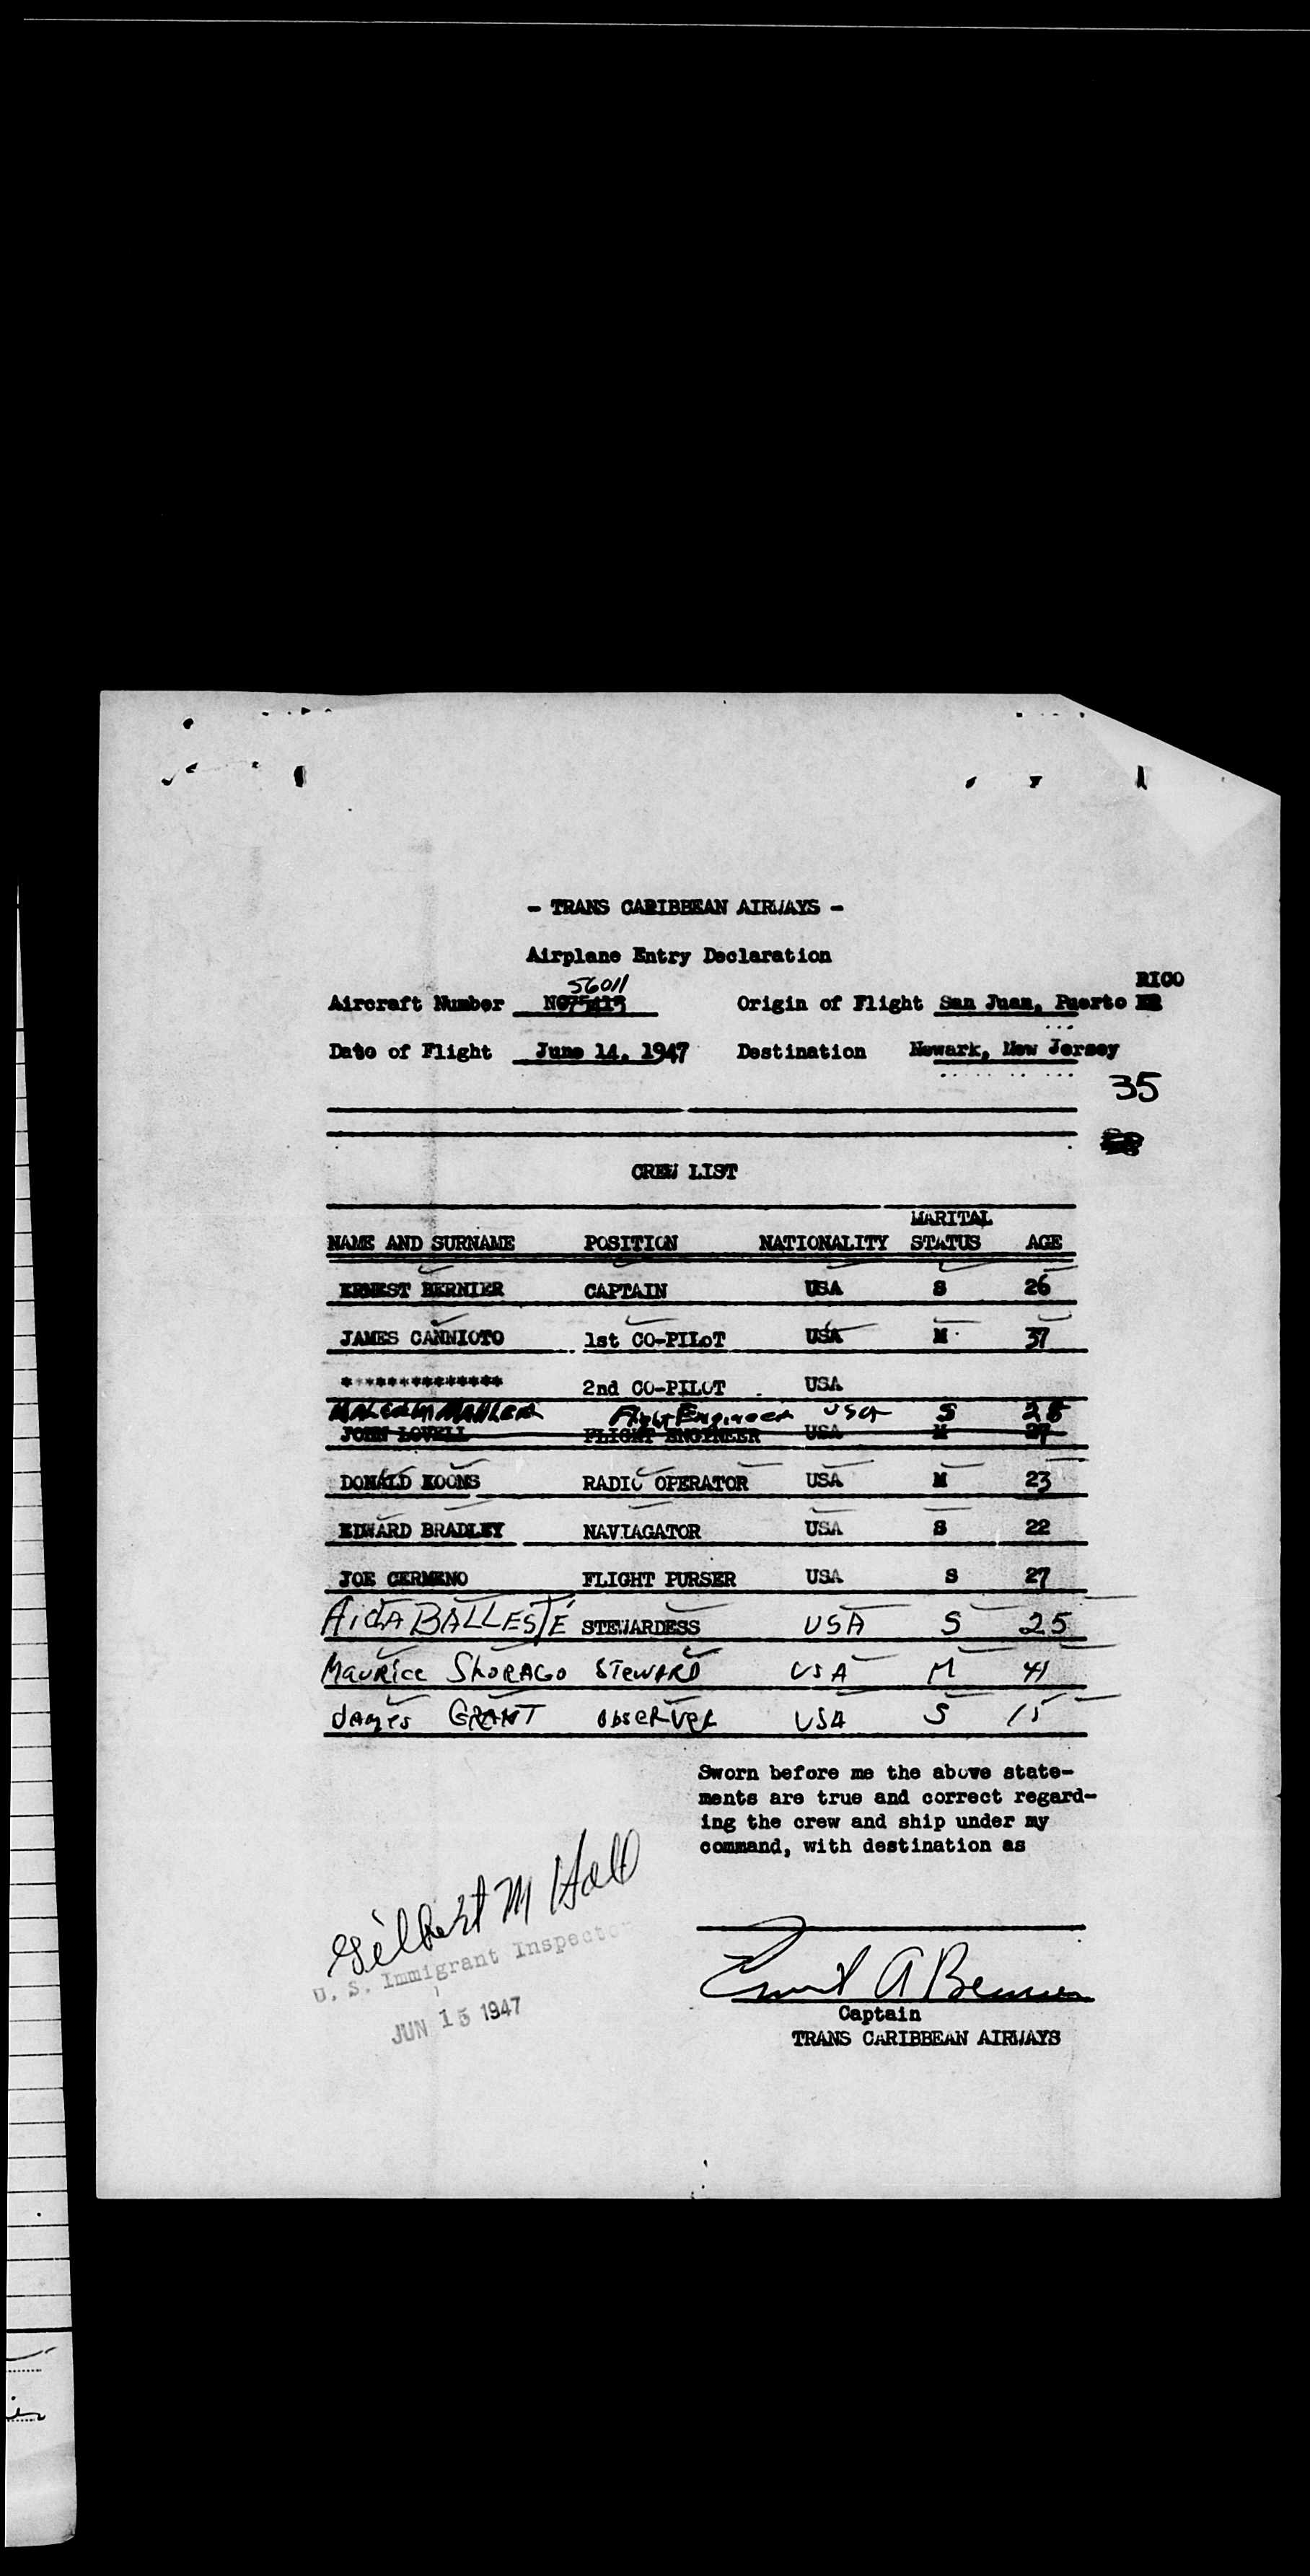 - TRANS CARIBBEAN AIRWAYS -
Airplane Entry Declaration
56011
RICO
Aircraft Number NC75415 Origin of Flight San Juan, Puerto
Date of Flight June 14, 1947 Destination Newark, New Jersey
35
CREW LIST
MARITAL
NAME AND SURNAME POSITION NATIONALITY STATUS AGE
ERNEST BERNIER CAPTAIN USA S 26
JAMES CANNIOTO 1st CO-PILOT USA M 37
*************** 2nd CO-PILOT USA
Flight Engineer USA S
JOHN LOVELL FLIGHT ENGINEER USA M 27
DONALD KOONS RADIO OPERATOR USA M 23
EDWARD BRADLEY NAVIAGATOR USA S 22
JOE CERMENO FLIGHT PURSER USA S 27
AiDA BALLESTÉ STEWARDESS USA S 25
Maurice ShoRAGo STEWARD USA M 41
James GRANT obseRveR USA S 15
Sworn before me the above state-
ments are true and correct regard-
ing the crew and ship under my
command, with destination as
Gilbert M Hall
U. S. Immigrant Inspector
JUN 15 1947
Captain
TRANS CARIBBEAN AIRWAYS